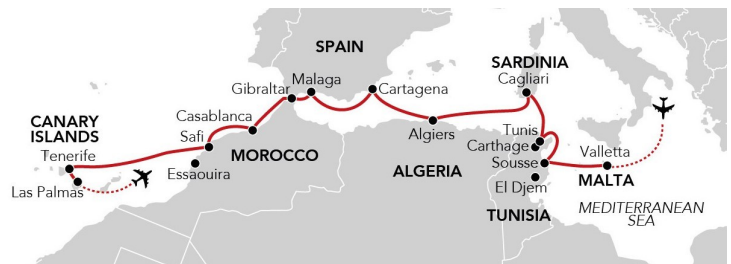 SPAIN
SARDINIA
Cagliari
Gibraltar
Malaga
Cartagena
Casablanca
CANARY
ISLANDS
Safi
Algiers
Tunis
Carthage
Tenerife
MOROCCO
Sousse
Valletta
Essaouira
ALGERIA
Las Palmas
El Djem
MALTA
TUNISIA
MEDITERRANEAN
SEA